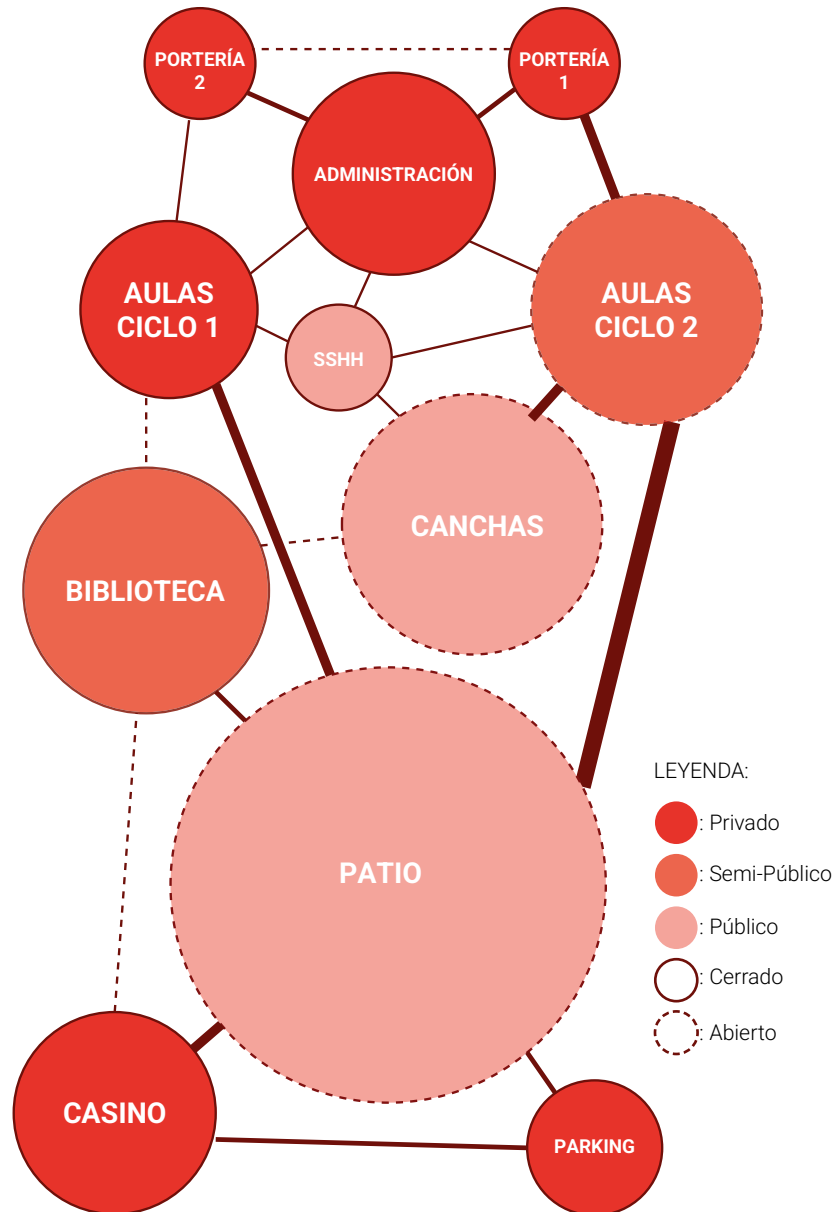 PORTERÍA
2
PORTERÍA
1
ADMINISTRACIÓN
AULAS
CICLO 1
AULAS
CICLO 2
SSHH
CANCHAS
BIBLIOTECA
PATIO
LEYENDA:
: Privado
: Semi-Público
: Público
: Cerrado
: Abierto
CASINO
PARKING